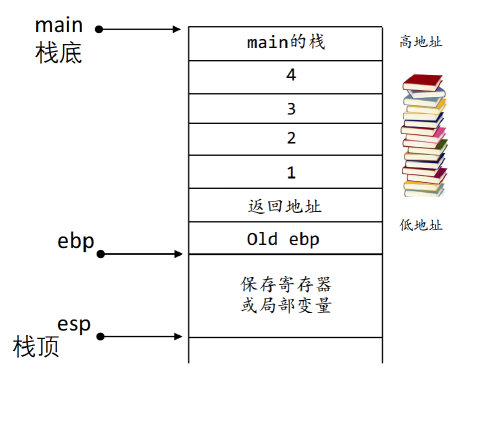 main
栈底
main的栈
高地址
4
3
2
1
返回地址
低地址
ebp
Old ebp
保存寄存器
或局部变量
esp
栈顶